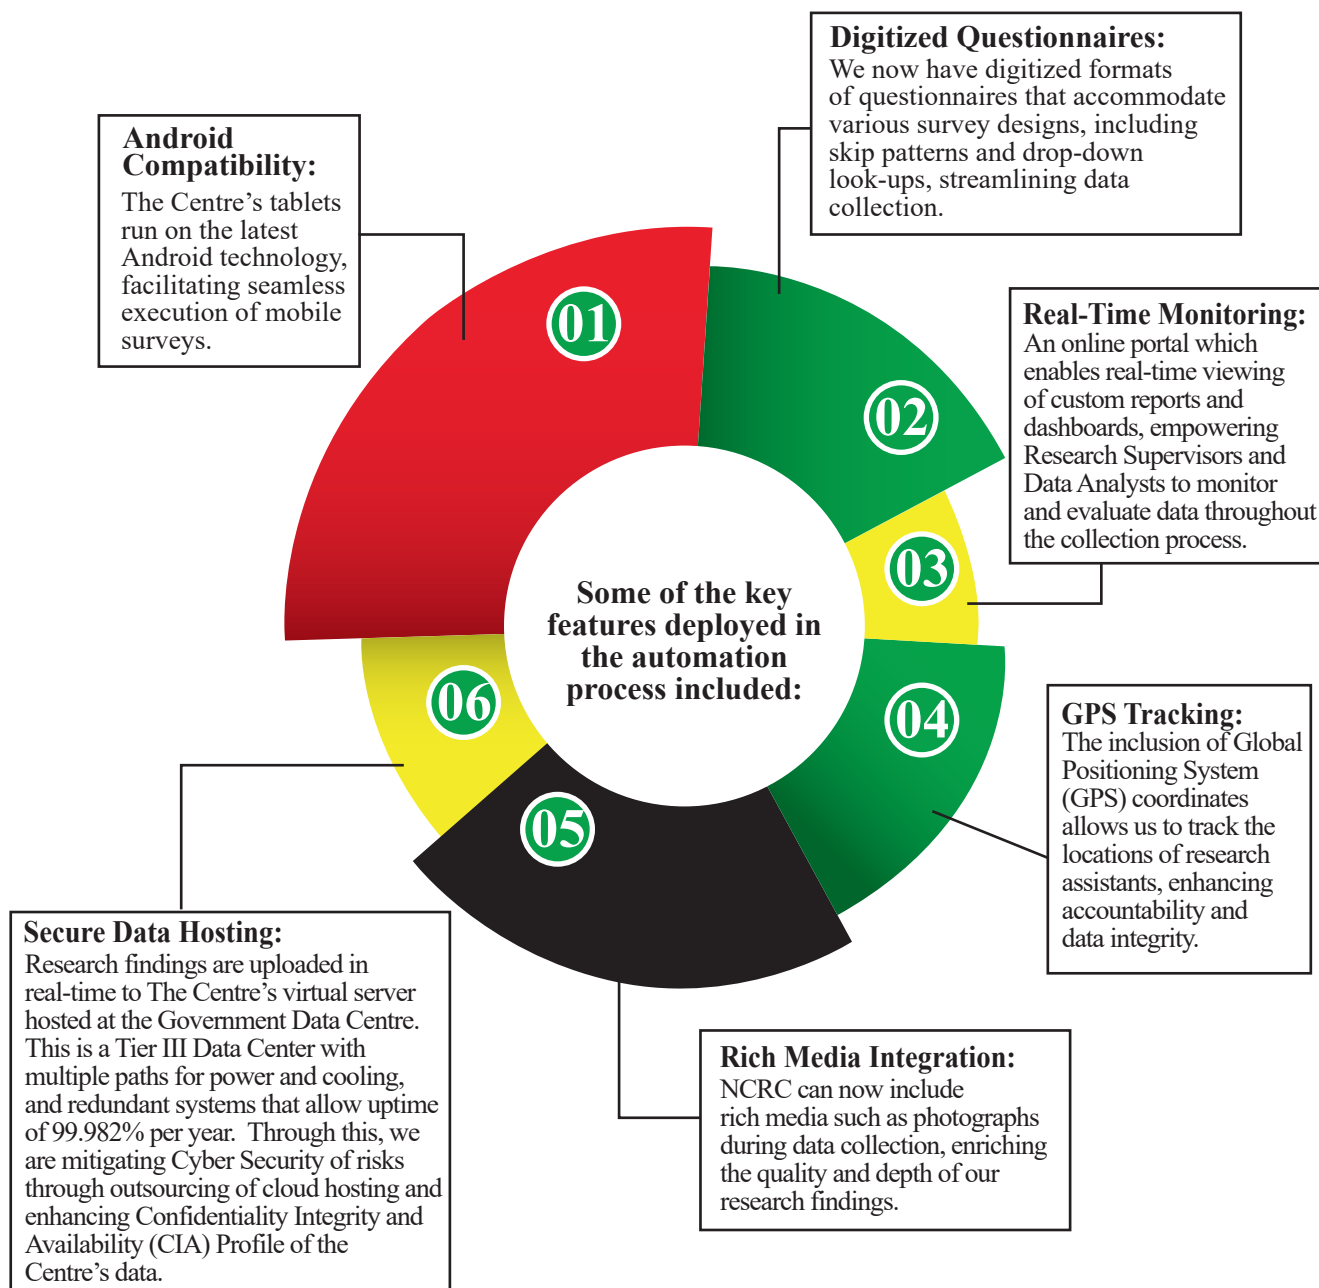 Some of the key
features deployed in
the automation
process included:
01
Android
Compatibility:
The Centre’s tablets
run on the latest
Android technology,
facilitating seamless
execution of mobile
surveys.
02
Digitized Questionnaires:
We now have digitized formats
of questionnaires that accommodate
various survey designs, including
skip patterns and drop-down
look-ups, streamlining data
collection.
03
Real-Time Monitoring:
An online portal which
enables real-time viewing
of custom reports and
dashboards, empowering
Research Supervisors and
Data Analysts to monitor
and evaluate data throughout
the collection process.
04
GPS Tracking:
The inclusion of Global
Positioning System
(GPS) coordinates
allows us to track the
locations of research
assistants, enhancing
accountability and
data integrity.
05
Rich Media Integration:
NCRC can now include
rich media such as photographs
during data collection, enriching
the quality and depth of our
research findings.
06
Secure Data Hosting:
Research findings are uploaded in
real-time to The Centre’s virtual server
hosted at the Government Data Centre.
This is a Tier III Data Center with
multiple paths for power and cooling,
and redundant systems that allow uptime
of 99.982% per year.  Through this, we
are mitigating Cyber Security of risks
through outsourcing of cloud hosting and
enhancing Confidentiality Integrity and
Availability (CIA) Profile of the
Centre’s data.